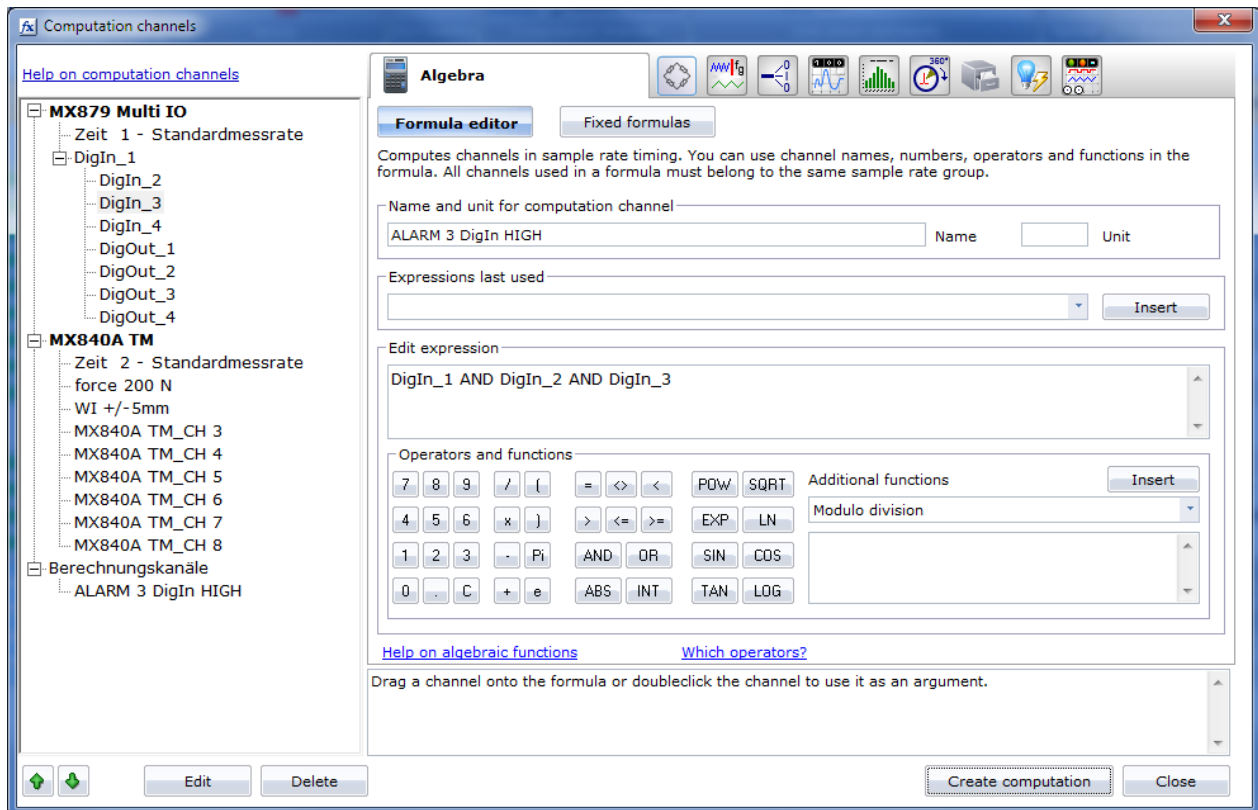 Computation channels
Help on computation channels
MX879 Multi IO
Zeit 1 - Standardmessrate
DigIn_1
DigIn_2
DigIn_3
DigIn_4
DigOut_1
DigOut_2
DigOut_3
DigOut_4
MX840A TM
Zeit 2 - Standardmessrate
force 200 N
WI +/-5mm
MX840A TM_CH 3
MX840A TM_CH 4
MX840A TM_CH 5
MX840A TM_CH 6
MX840A TM_CH 7
MX840A TM_CH 8
Berechnungskanäle
ALARM 3 DigIn HIGH
Edit Delete
Algebra
Formula editor Fixed formulas
Computes channels in sample rate timing. You can use channel names, numbers, operators and functions in the
formula. All channels used in a formula must belong to the same sample rate group.
Name and unit for computation channel
ALARM 3 DigIn HIGH Name Unit
Expressions last used
Insert
Edit expression
DigIn_1 AND DigIn_2 AND DigIn_3
Operators and functions
7 8 9 / ( = <> < POW SQRT
4 5 6 x ) > <= >= EXP LN
1 2 3 - Pi AND OR SIN COS
0 . C + e ABS INT TAN LOG
Additional functions Insert
Modulo division
Help on algebraic functions Which operators?
Drag a channel onto the formula or doubleclick the channel to use it as an argument.
Create computation Close